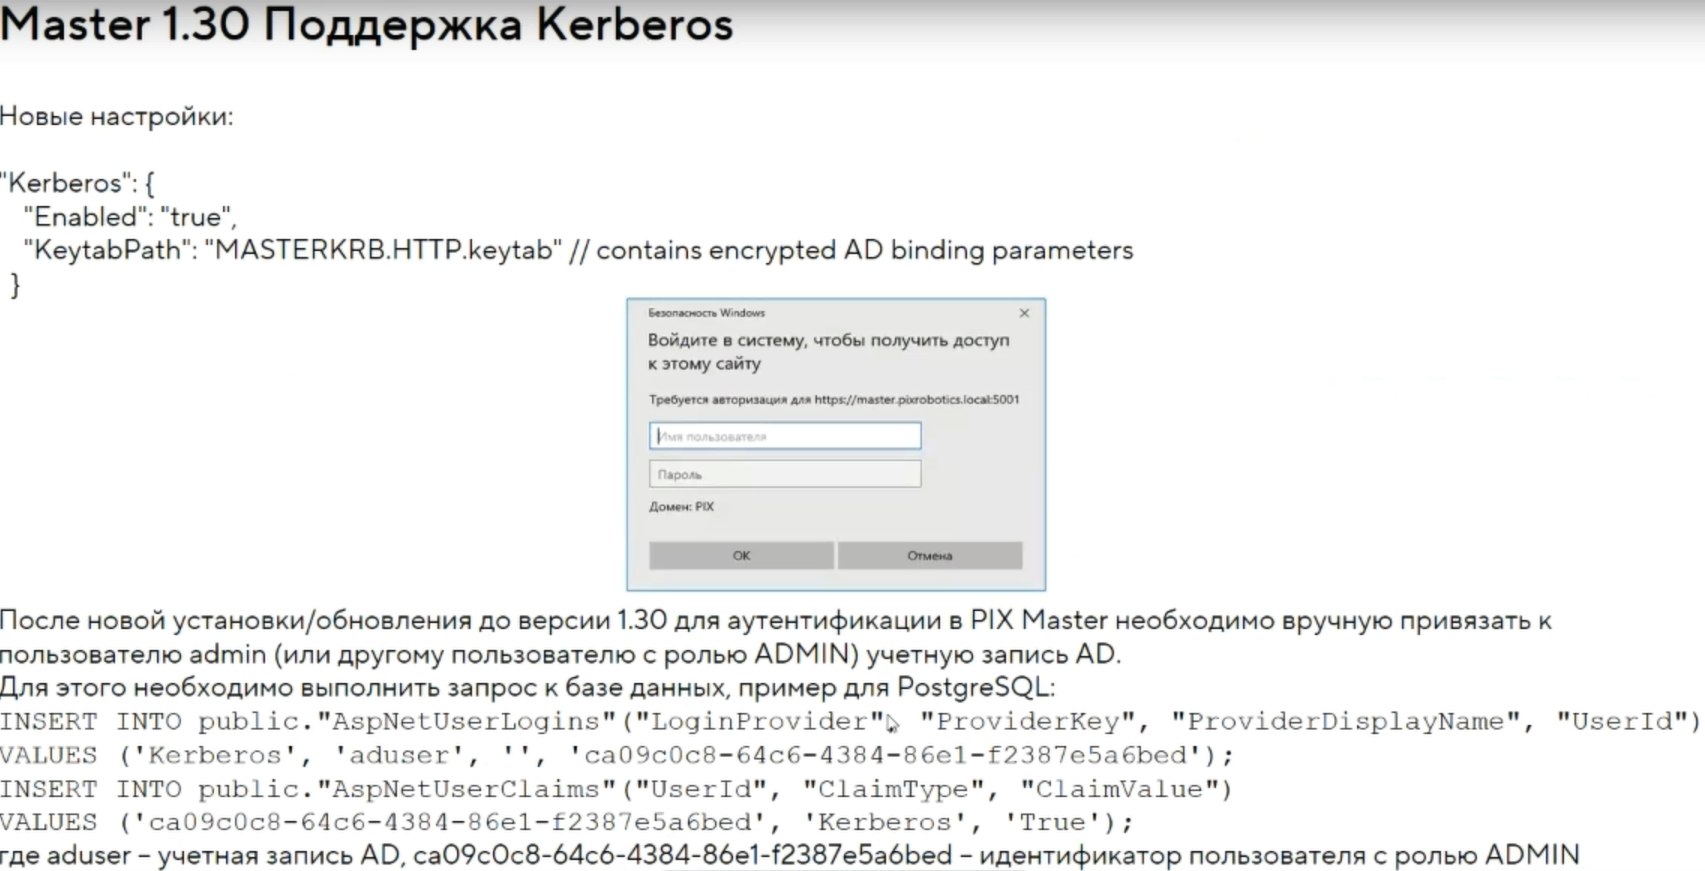 Master 1.30 Поддержка Kerberos
Новые настройки:
"Kerberos": {
"Enabled": "true",
"KeytabPath": "MASTERKRB.HTTP.keytab" // contains encrypted AD binding parameters
}
Безопасность Windows
Войдите в систему, чтобы получить доступ
к этому сайту
Требуется авторизация для https://master.pixrobotics.local:5001
Имя пользователя
Пароль
Домен: PIX
OK Отмена
После новой установки/обновления до версии 1.30 для аутентификации в PIX Master необходимо вручную привязать к
пользователю admin (или другому пользователю с ролью ADMIN) учетную запись AD.
Для этого необходимо выполнить запрос к базе данных, пример для PostgreSQL:
INSERT INTO public."AspNetUserLogins"("LoginProvider", "ProviderKey", "ProviderDisplayName", "UserId")
VALUES ('Kerberos', 'aduser', '', 'ca09c0c8-64c6-4384-86e1-f2387e5a6bed');
INSERT INTO public."AspNetUserClaims"("UserId", "ClaimType", "ClaimValue")
VALUES ('ca09c0c8-64c6-4384-86e1-f2387e5a6bed', 'Kerberos', 'True');
где aduser – учетная запись AD, ca09c0c8-64c6-4384-86e1-f2387e5a6bed – идентификатор пользователя с ролью ADMIN